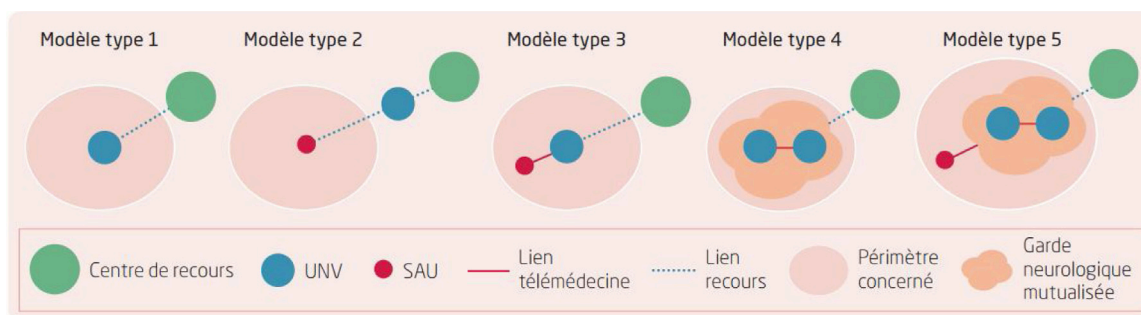 Modèle type 1
Modèle type 2
Modèle type 3
Modèle type 4
Modèle type 5
Centre de recours
UNV
SAU
Lien
télémédecine
Lien
recours
Périmètre
concerné
Garde
neurologique
mutualisée